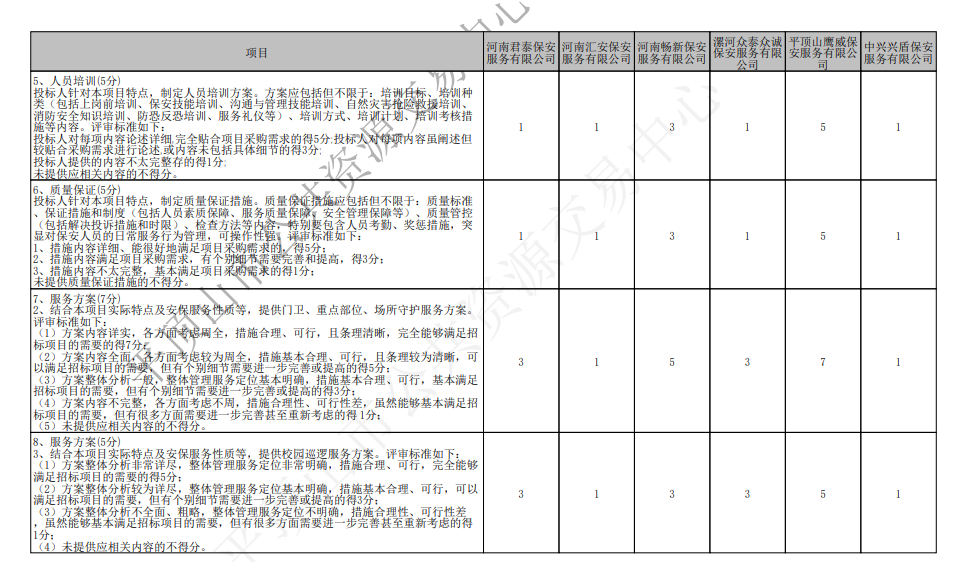 项目
河南君泰保安
服务有限公司
河南汇安保安
服务有限公司
河南畅新保安
服务有限公司
漯河众泰众诚
保安服务有限
公司
平顶山鹰威保
安服务有限公
司
中兴兴盾保安
服务有限公司
5、人员培训(5分)
投标人针对本项目特点，制定人员培训方案。方案应包括但不限于：培训目标、培训种
类（包括上岗前培训、保安技能培训、沟通与管理技能培训、自然灾害抢险救援培训、
消防安全知识培训、防恐反恐培训、服务礼仪等）、培训方式、培训计划、培训考核措
施等内容。评审标准如下：
投标人对每项内容论述详细,完全贴合项目采购需求的得5分;投标人对每项内容虽阐述但
较贴合采购需求进行论述,或内容未包括具体细节的得3分;
投标人提供的内容不太完整存的得1分;
未提供应相关内容的不得分。
1
1
3
1
5
1
6、质量保证(5分)
投标人针对本项目特点，制定质量保证措施。质量保证措施应包括但不限于：质量标准
、保证措施和制度（包括人员素质保障、服务质量保障、安全管理保障等）、质量管控
（包括解决投诉措施和时限）、检查方法等内容，特别要包含人员考勤、奖惩措施，突
显对保安人员的日常服务行为管理，可操作性强。评审标准如下：
1、措施内容详细、能很好地满足项目采购需求的，得5分；
2、措施内容满足项目采购需求，有个别细节需要完善和提高，得3分；
3、措施内容不太完整，基本满足项目采购需求的得1分；
未提供质量保证措施的不得分。
1
1
3
1
5
1
7、服务方案(7分)
2、结合本项目实际特点及安保服务性质等，提供门卫、重点部位、场所守护服务方案。
评审标准如下：
（1）方案内容详实，各方面考虑周全，措施合理、可行，且条理清晰，完全能够满足招
标项目的需要的得7分；
（2）方案内容全面，各方面考虑较为周全，措施基本合理、可行，且条理较为清晰，可
以满足招标项目的需要，但有个别细节需要进一步完善或提高的得5分；
（3）方案整体分析一般，整体管理服务定位基本明确，措施基本合理、可行，基本满足
招标项目的需要，但有个别细节需要进一步完善或提高的得3分；
（4）方案内容不完整，各方面考虑不周，措施合理性、可行性差，虽然能够基本满足招
标项目的需要，但有很多方面需要进一步完善甚至重新考虑的得 1分；
（5）未提供应相关内容的不得分。
3
1
5
3
7
1
8、服务方案(5分)
3、结合本项目实际特点及安保服务性质等，提供校园巡逻服务方案。评审标准如下：
（1）方案整体分析非常详尽，整体管理服务定位非常明确，措施合理、可行，完全能够
满足招标项目的需要的得5分；
（2）方案整体分析较为详尽，整体管理服务定位基本明确，措施基本合理、可行，可以
满足招标项目的需要，但有个别细节需要进一步完善或提高的得3分；
（3）方案整体分析不全面、粗略，整体管理服务定位不明确，措施合理性、可行性差
，虽然能够基本满足招标项目的需要，但有很多方面需要进一步完善甚至重新考虑的得
1分；
（4）未提供应相关内容的不得分。
3
1
3
3
5
1
平顶山市公共资源交易中心
平顶山市公共资源交易中心